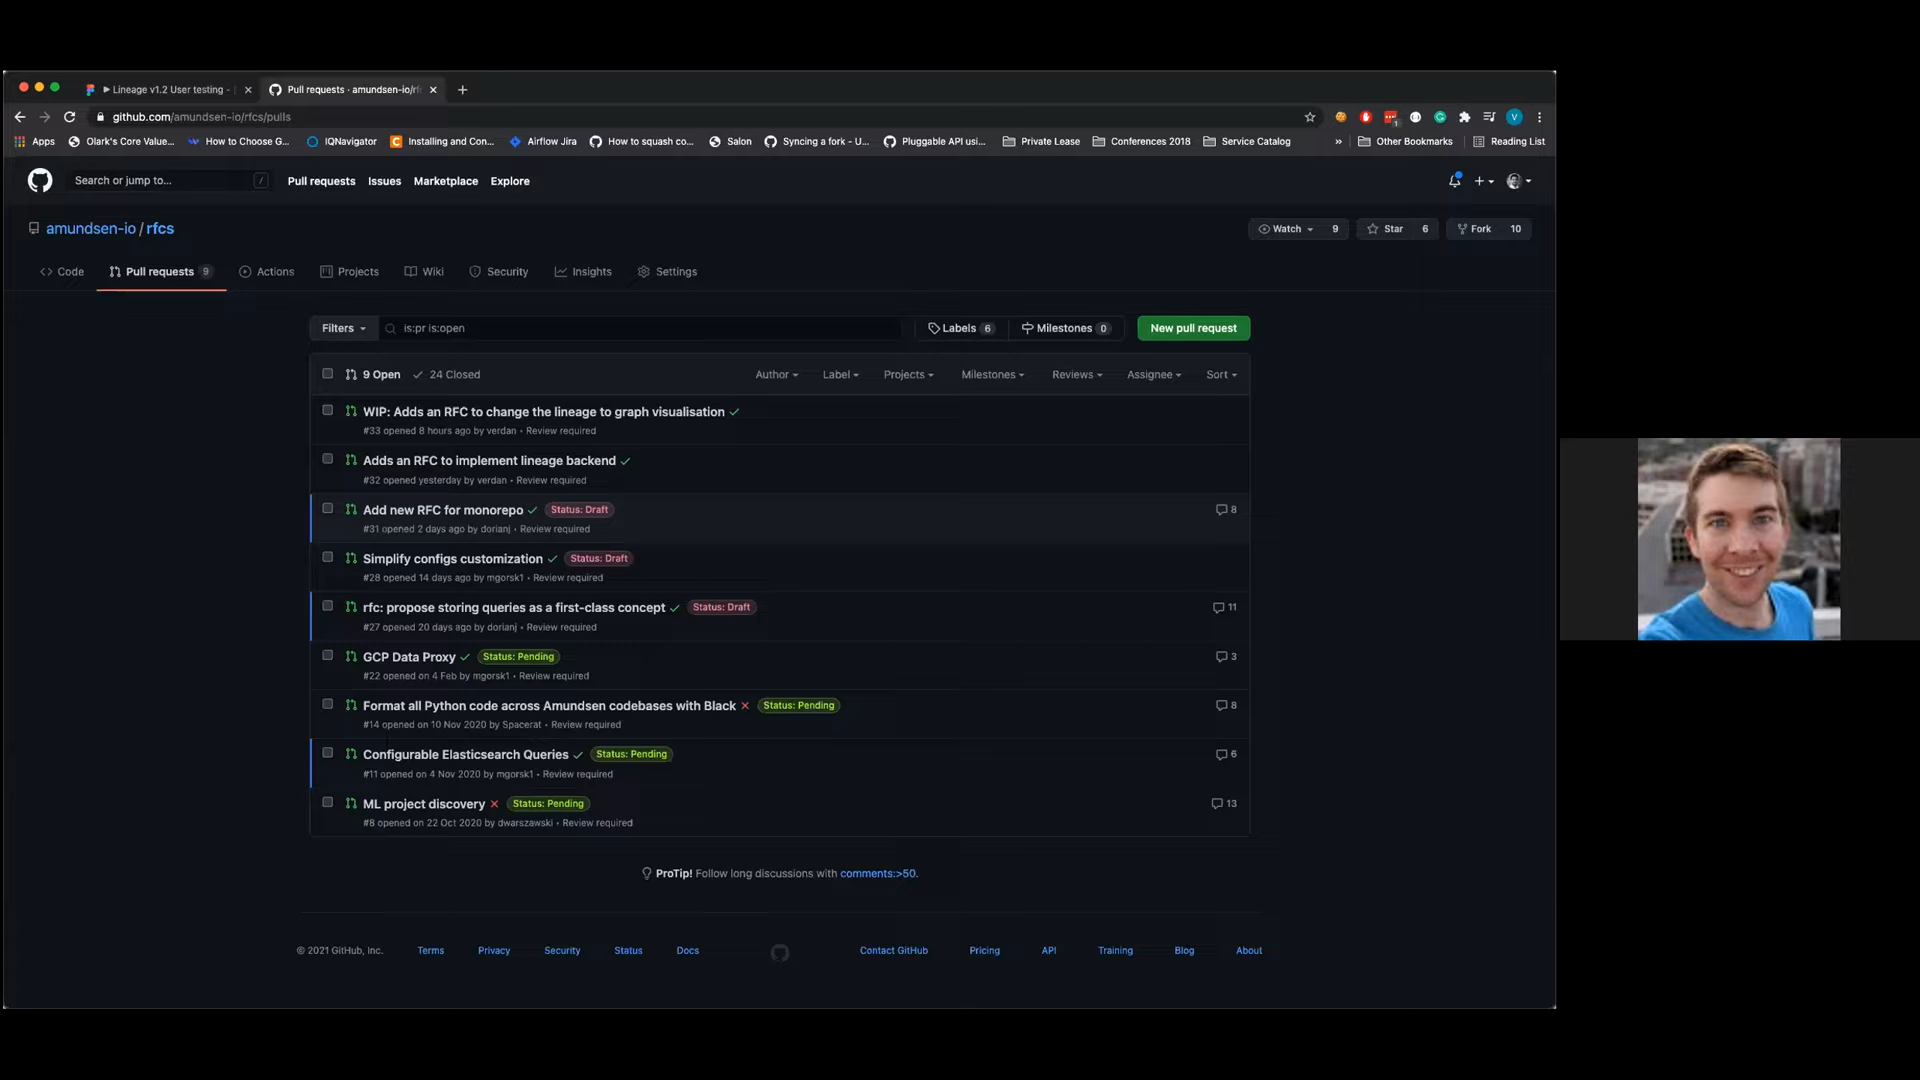 Lineage v1.2 User testing -
Pull requests · amundsen-io/rf
github.com/amundsen-io/rfcs/pulls
Apps
Olark's Core Value...
How to Choose G...
IQNavigator
Installing and Con...
Airflow Jira
How to squash co...
Salon
Syncing a fork - U...
Pluggable API usi...
Private Lease
Conferences 2018
Service Catalog
»
Other Bookmarks
Reading List
Search or jump to...
/
Pull requests
Issues
Marketplace
Explore
amundsen-io / rfcs
Watch 9
Star 6
Fork 10
Code
Pull requests 9
Actions
Projects
Wiki
Security
Insights
Settings
Filters
is:pr is:open
Labels 6
Milestones 0
New pull request
9 Open
24 Closed
Author
Label
Projects
Milestones
Reviews
Assignee
Sort
WIP: Adds an RFC to change the lineage to graph visualisation
#33 opened 8 hours ago by verdan • Review required
Adds an RFC to implement lineage backend
#32 opened yesterday by verdan • Review required
Add new RFC for monorepo Status: Draft 8
#31 opened 2 days ago by dorianj • Review required
Simplify configs customization Status: Draft
#28 opened 14 days ago by mgorsk1 • Review required
rfc: propose storing queries as a first-class concept Status: Draft 11
#27 opened 20 days ago by dorianj • Review required
GCP Data Proxy Status: Pending 3
#22 opened on 4 Feb by mgorsk1 • Review required
Format all Python code across Amundsen codebases with Black Status: Pending 8
#14 opened on 10 Nov 2020 by Spacerat • Review required
Configurable Elasticsearch Queries Status: Pending 6
#11 opened on 4 Nov 2020 by mgorsk1 • Review required
ML project discovery Status: Pending 13
#8 opened on 22 Oct 2020 by dwarszawski • Review required
ProTip! Follow long discussions with comments:>50.
© 2021 GitHub, Inc.
Terms
Privacy
Security
Status
Docs
Contact GitHub
Pricing
API
Training
Blog
About